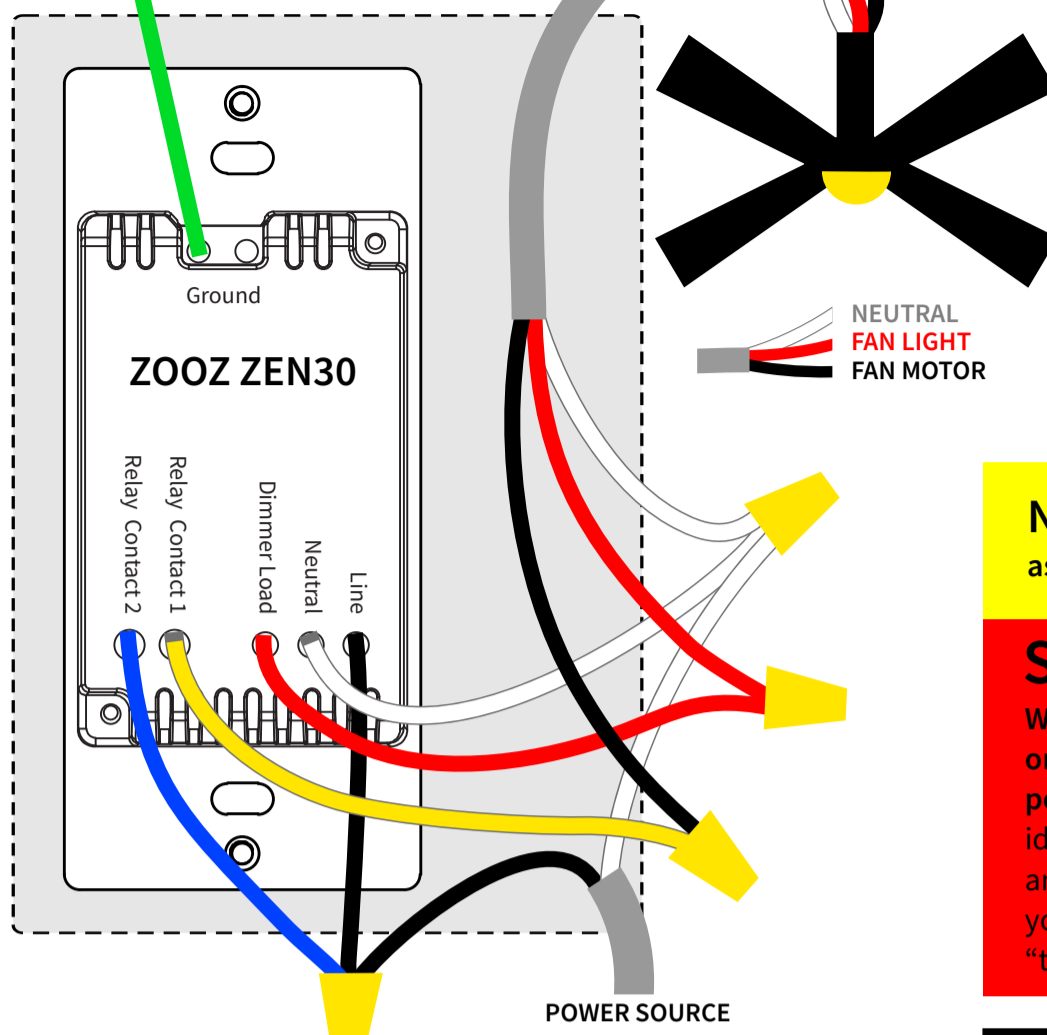 Ground
ZOOZ ZEN30
Relay Contact 2
Relay Contact 1
Dimmer Load
Neutral
Line
NEUTRAL
FAN LIGHT
FAN MOTOR
POWER SOURCE